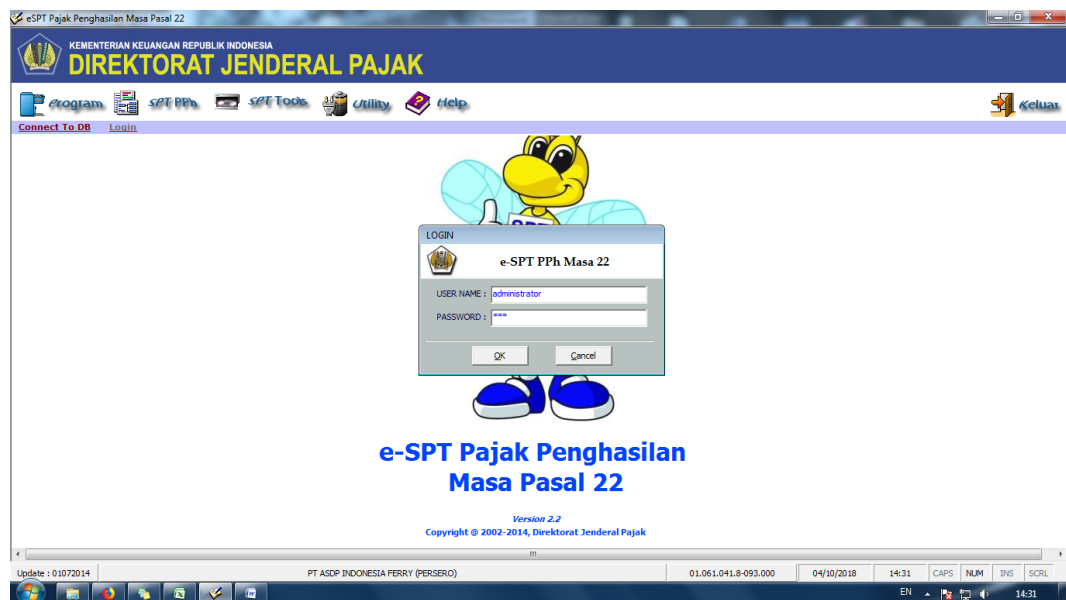 eSPT Pajak Penghasilan Masa Pasal 22
KEMENTERIAN KEUANGAN REPUBLIK INDONESIA
DIREKTORAT JENDERAL PAJAK
Program SPT PPh SPT Tools Utility Help Keluar
Connect To DB Login
SPT
LOGIN
e-SPT PPh Masa 22
USER NAME : administrator
PASSWORD : ***
OK Cancel
e-SPT Pajak Penghasilan
Masa Pasal 22
Version 2.2
Copyright @ 2002-2014, Direktorat Jenderal Pajak
Update : 01072014 PT ASDP INDONESIA FERRY (PERSERO) 01.061.041.8-093.000 04/10/2018 14:31 CAPS NUM INS SCRL
EN 14:31